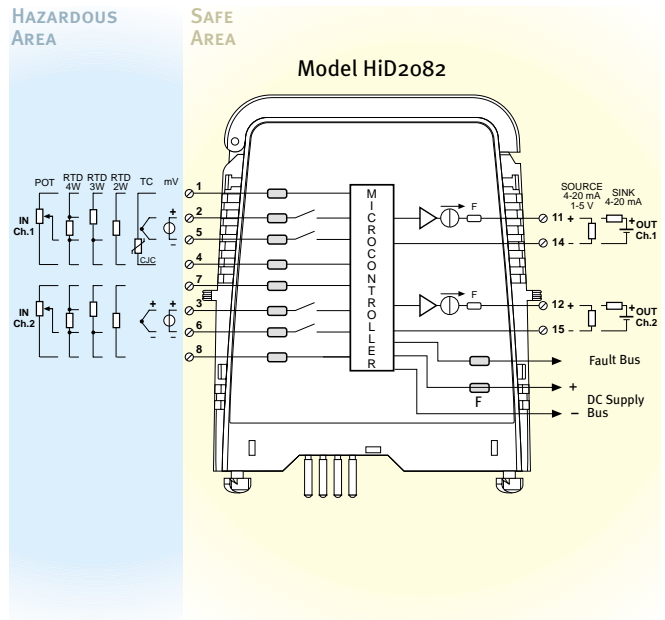 HAZARDOUS
AREA
SAFE
AREA
Model HiD2082
POT
RTD
4W
RTD
3W
RTD
2W
TC
mV
IN
Ch.1
CJC
+
−
1
2
5
4
7
3
6
8
IN
Ch.2
+
−
+
−
MICROCONTROLLER
F
SOURCE
4-20 mA
1-5 V
SINK
4-20 mA
11 +
14 −
+OUT
Ch.1
F
12 +
15 −
+OUT
Ch.2
Fault Bus
F
+
DC Supply
− Bus